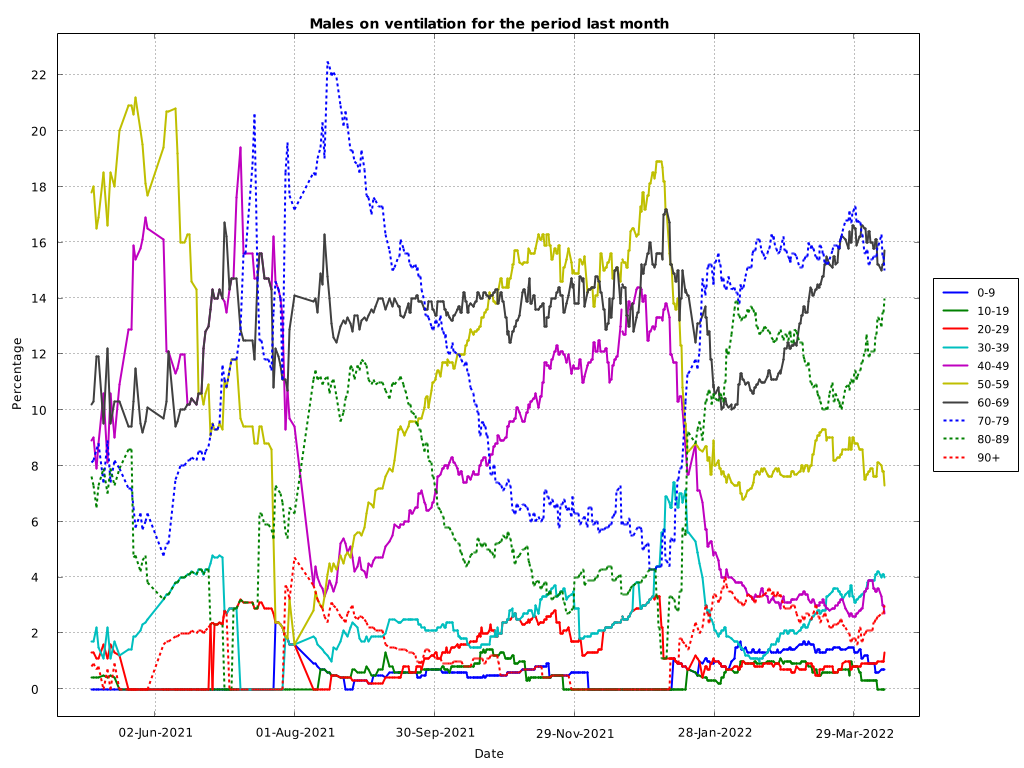 Males on ventilation for the period last month
22
20
18
16
14
12
10
8
6
4
2
0
Percentage
02-Jun-2021
01-Aug-2021
30-Sep-2021
29-Nov-2021
28-Jan-2022
29-Mar-2022
Date
0-9
10-19
20-29
30-39
40-49
50-59
60-69
70-79
80-89
90+